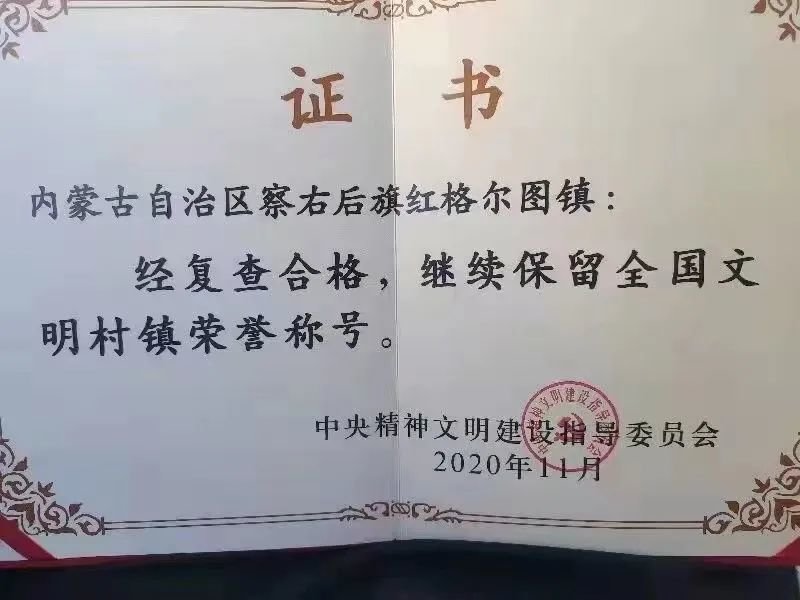 证 书
内蒙古自治区察右后旗红格尔图镇：
经复查合格，继续保留全国文
明村镇荣誉称号。
中央精神文明建设指导委员会
2020年11月